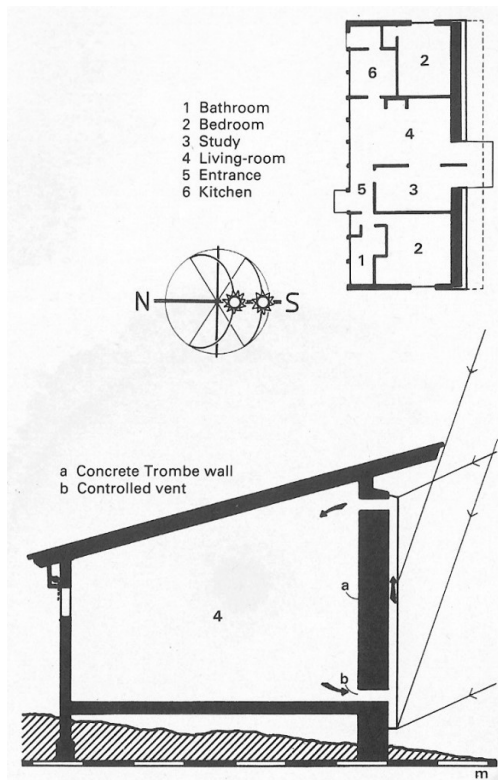 2
6
1 Bathroom
2 Bedroom
3 Study
4 Living-room
5 Entrance
6 Kitchen
4
5
3
1
2
N
S
a Concrete Trombe wall
b Controlled vent
a
4
b
m